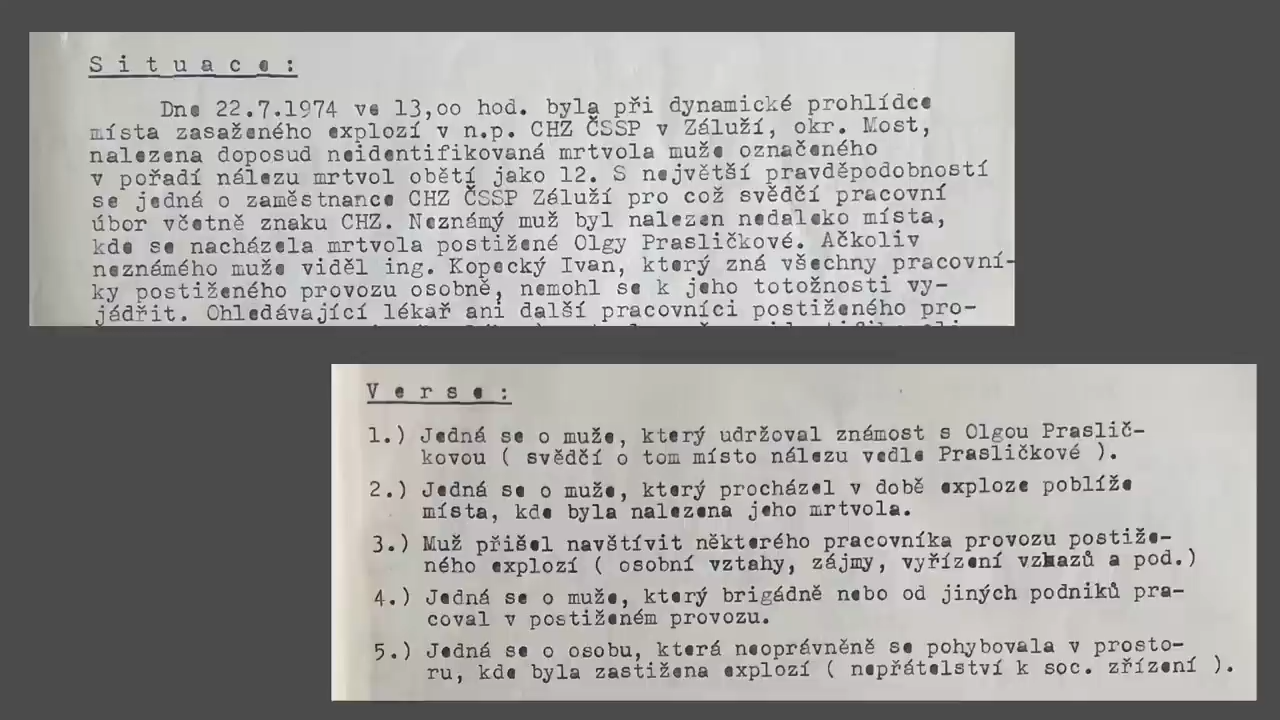 Situace:
Dne 22.7.1974 ve 13,oo hod. byla při dynamické prohlídce
místa zasaženého explozí v n.p. CHZ ČSSP v Záluží, okr. Most,
nalezena doposud neidentifikovaná mrtvola muže označeného
v pořadí nálezu mrtvol obětí jako 12. S největší pravděpodobností
se jedná o zaměstnance CHZ ČSSP Záluží pro což svědčí pracovní
úbor včetně znaku CHZ. Neznámý muž byl nalezen nedaleko místa,
kde se nacházela mrtvola postižené Olgy Prasličkové. Ačkoliv
neznámého muže viděl ing. Kopecký Ivan, který zná všechny pracovní-
ky postiženého provozu osobně, nemohl se k jeho totožnosti vy-
jádřit. Ohledávající lékař ani další pracovníci postiženého pro-
Verse:
1.) Jedná se o muže, který udržoval známost s Olgou Praslič-
kovou ( svědčí o tom místo nálezu vedle Prasličkové ).
2.) Jedná se o muže, který procházel v době exploze poblíže
místa, kde byla nalezena jeho mrtvola.
3.) Muž přišel navštívit některého pracovníka provozu postiže-
ného explozí ( osobní vztahy, zájmy, vyřízení vzkazů a pod.)
4.) Jedná se o muže, který brigádně nebo od jiných podniků pra-
coval v postiženém provozu.
5.) Jedná se o osobu, která neoprávněně se pohybovala v prosto-
ru, kde byla zastižena explozí ( nepřátelství k soc. zřízení ).